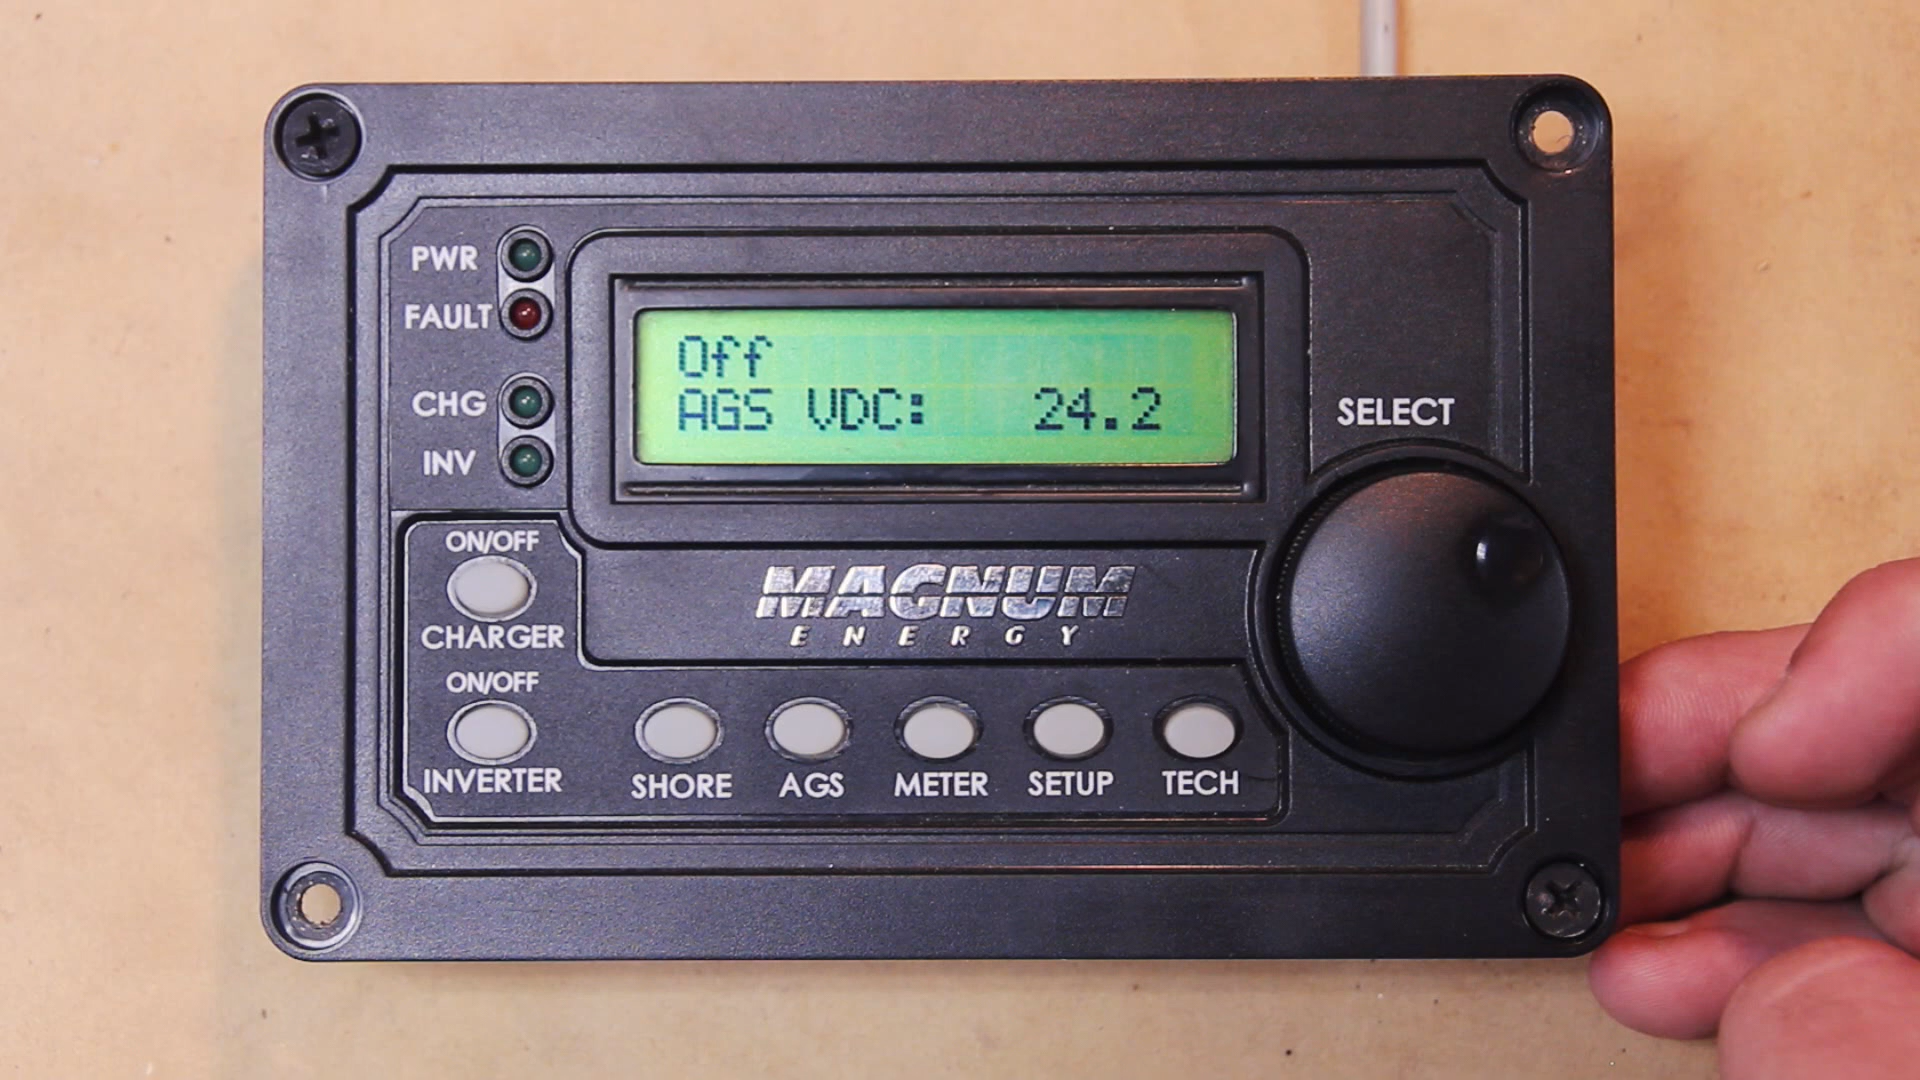 PWR
FAULT
CHG
INV
Off
AGS VDC: 24.2
SELECT
ON/OFF
CHARGER
MAGNUM
ENERGY
ON/OFF
INVERTER
SHORE
AGS
METER
SETUP
TECH